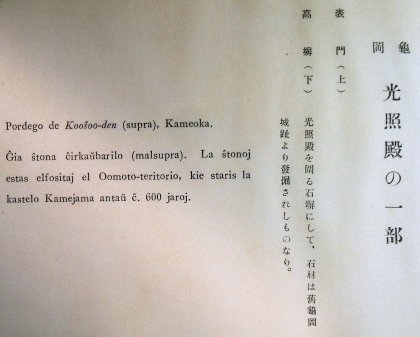 龜岡
光照殿の一部
表門(上)
高塀(下)
光照殿を圍る石塀にして、石材は舊龜岡
城趾より發掘されしものなり。
Pordego de Kooŝoo-den (supra), Kameoka.
Ĝia ŝtona ĉirkaŭbarilo (malsupra). La ŝtonoj
estas elfositaj el Oomoto-teritorio, kie staris la
kastelo Kamejama antaŭ ĉ. 600 jaroj.